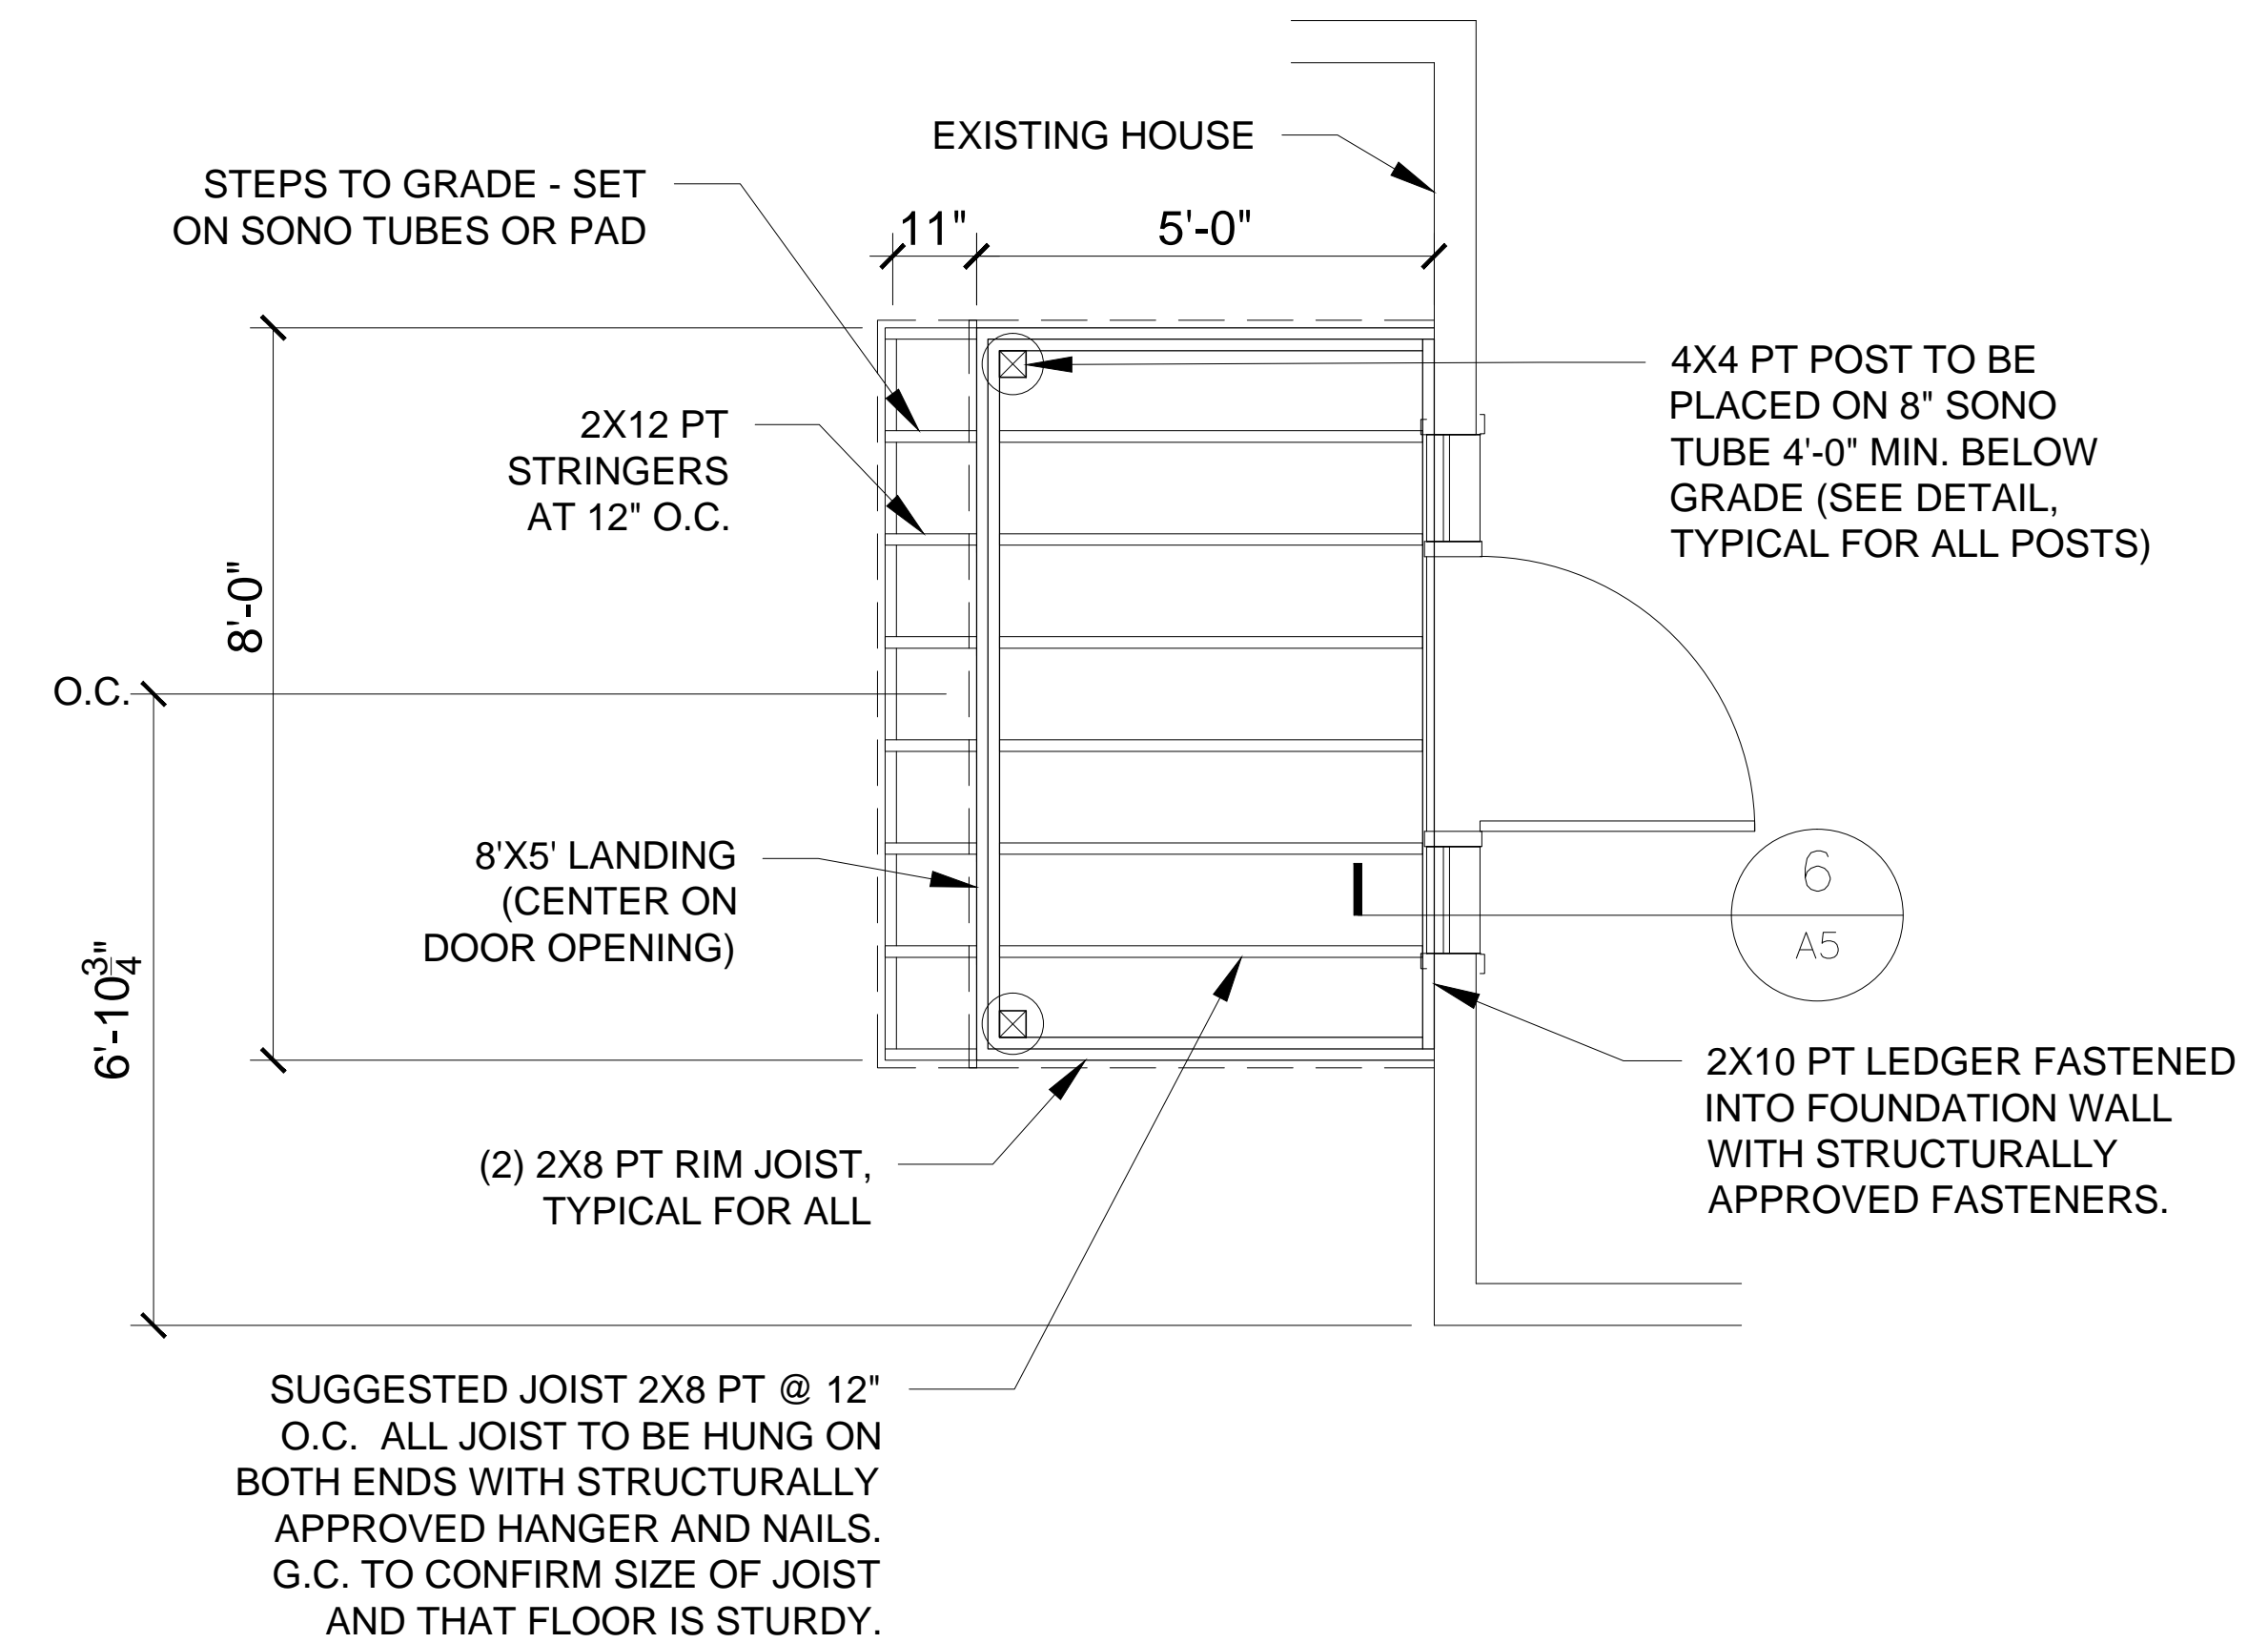 EXISTING HOUSE
STEPS TO GRADE - SET
ON SONO TUBES OR PAD
11"
5'-0"
4X4 PT POST TO BE
PLACED ON 8" SONO
TUBE 4'-0" MIN. BELOW
GRADE (SEE DETAIL,
TYPICAL FOR ALL POSTS)
2X12 PT
STRINGERS
AT 12" O.C.
8'-0"
O.C.
6'-10 3/4"
8'X5' LANDING
(CENTER ON
DOOR OPENING)
6
A5
2X10 PT LEDGER FASTENED
INTO FOUNDATION WALL
WITH STRUCTURALLY
APPROVED FASTENERS.
(2) 2X8 PT RIM JOIST,
TYPICAL FOR ALL
SUGGESTED JOIST 2X8 PT @ 12"
O.C.  ALL JOIST TO BE HUNG ON
BOTH ENDS WITH STRUCTURALLY
APPROVED HANGER AND NAILS.
G.C. TO CONFIRM SIZE OF JOIST
AND THAT FLOOR IS STURDY.